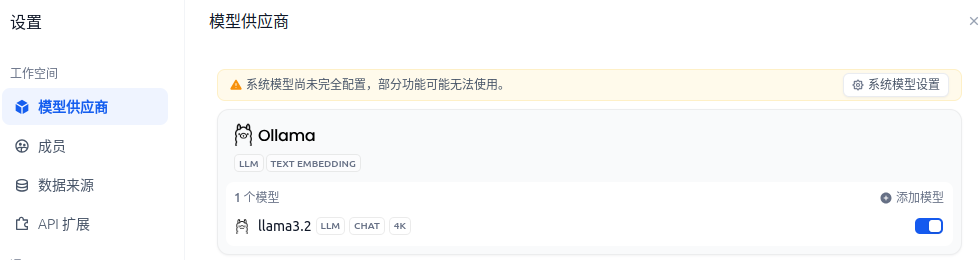 设置
模型供应商
工作空间
系统模型尚未完全配置，部分功能可能无法使用。 系统模型设置
模型供应商
Ollama
成员
LLM TEXT EMBEDDING
数据来源
1 个模型 添加模型
API 扩展
llama3.2 LLM CHAT 4K